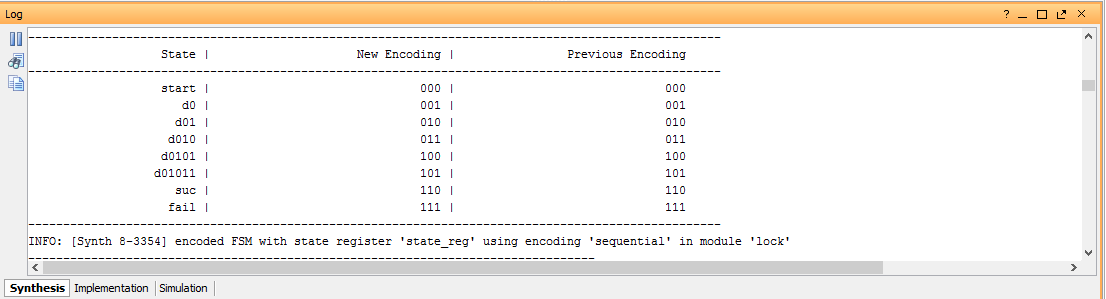 Log
State | New Encoding | Previous Encoding
start | 000 | 000
d0 | 001 | 001
d01 | 010 | 010
d010 | 011 | 011
d0101 | 100 | 100
d01011 | 101 | 101
suc | 110 | 110
fail | 111 | 111
INFO: [Synth 8-3354] encoded FSM with state register 'state_reg' using encoding 'sequential' in module 'lock'
Synthesis Implementation Simulation